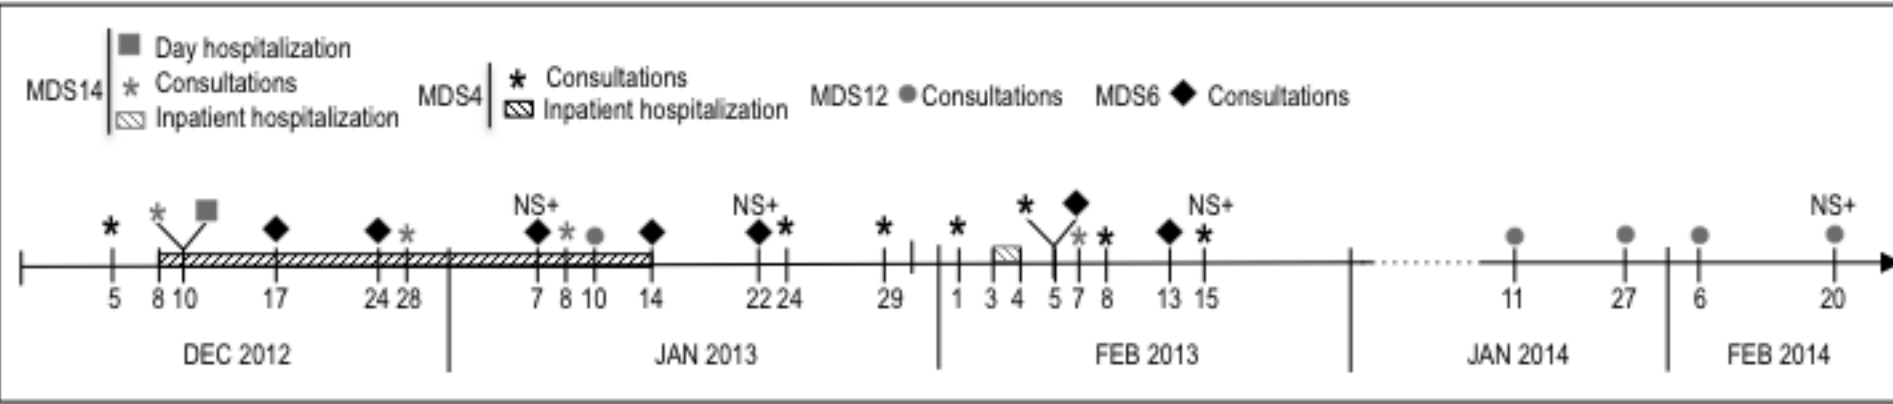 MDS14
Day hospitalization
Consultations
Inpatient hospitalization
MDS4
* Consultations
Inpatient hospitalization
MDS12 Consultations
MDS6 Consultations
NS+ NS+ NS+ NS+
5 8 10 17 24 28 7 8 10 14 22 24 29 1 3 4 5 7 8 13 15 11 27 6 20
DEC 2012 JAN 2013 FEB 2013 JAN 2014 FEB 2014